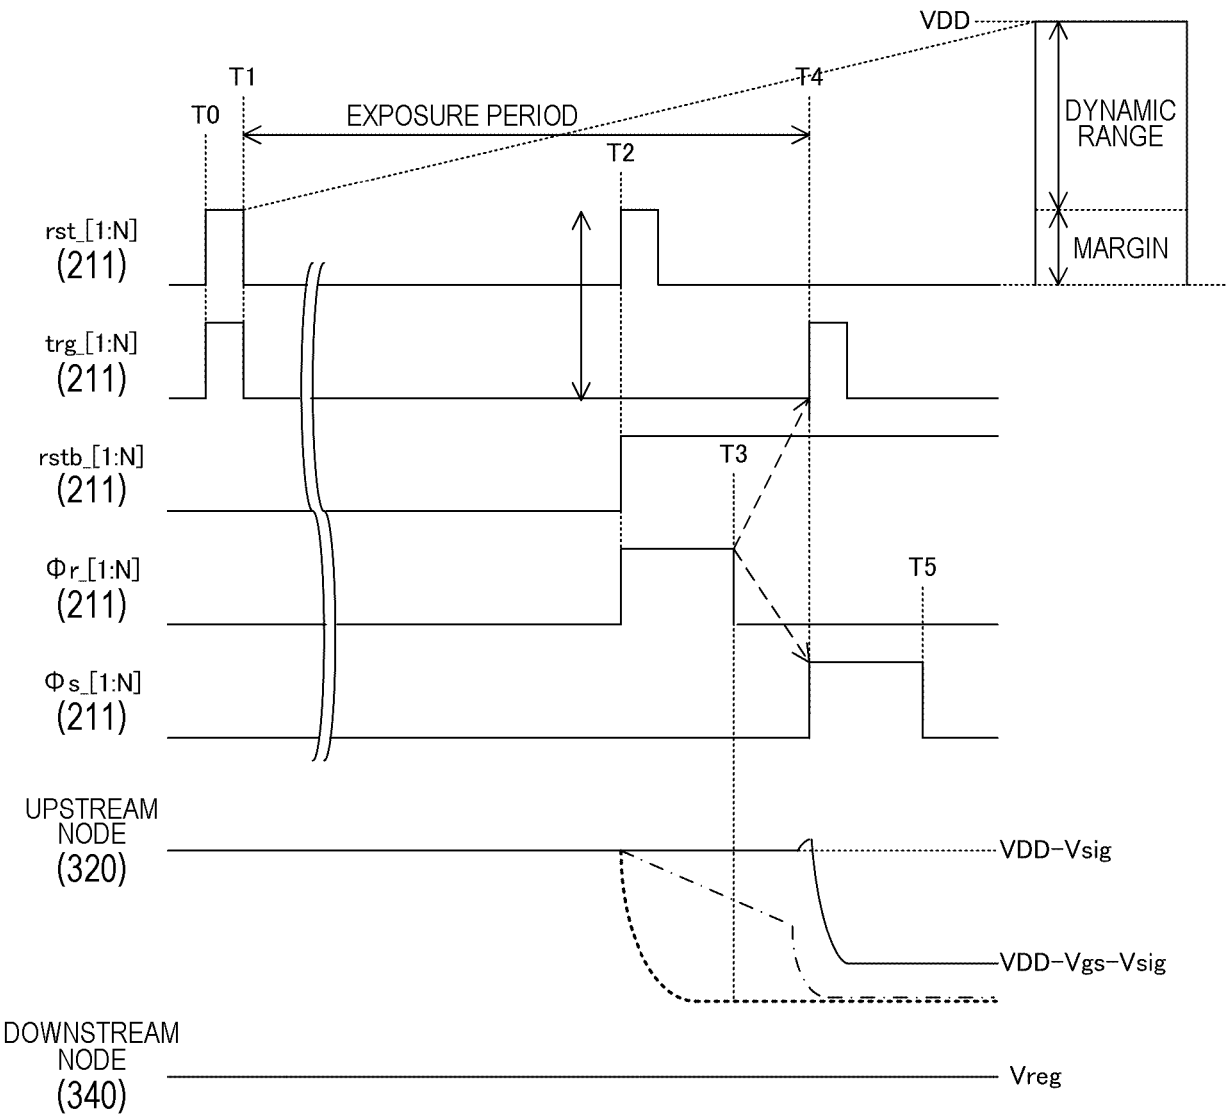 VDD
T1
T4
T0
EXPOSURE PERIOD
DYNAMIC
RANGE
T2
rst_[1:N]
(211)
MARGIN
trg_[1:N]
(211)
rstb_[1:N]
(211)
T3
Φr_[1:N]
(211)
T5
Φs_[1:N]
(211)
UPSTREAM
NODE
(320)
VDD-Vsig
VDD-Vgs-Vsig
DOWNSTREAM
NODE
(340)
Vreg